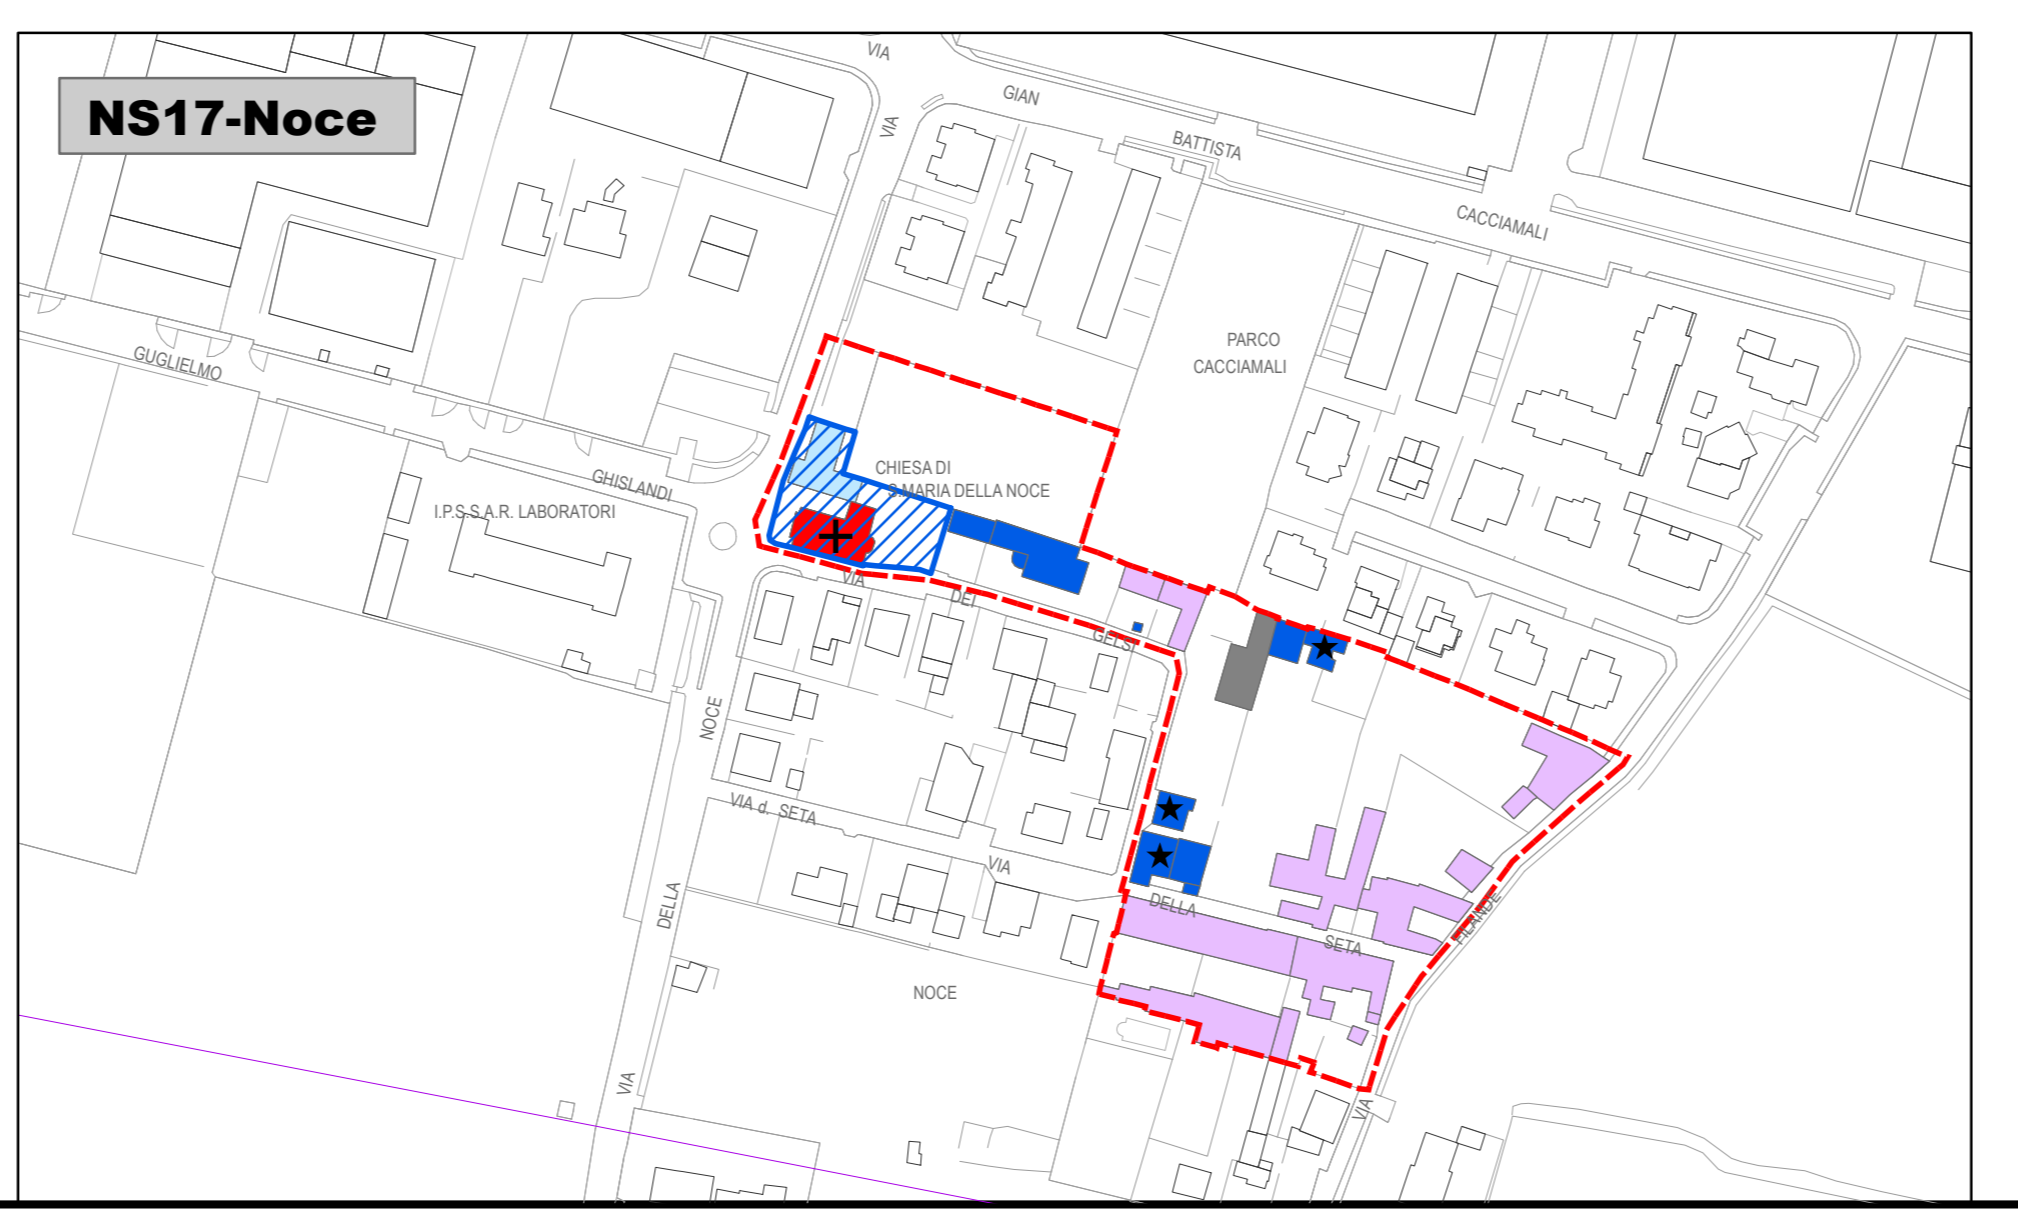 VIA
NS17-Noce
GIAN
VIA
BATTISTA
CACCIAMALI
PARCO
CACCIAMALI
GUGLIELMO
CHIESA DI
S.MARIA DELLA NOCE
GHISLANDI
I.P.S.S.A.R. LABORATORI
VIA
DEI
GELSI
NOCE
VIA d. SETA
VIA
DELLA
DELLA
FILANDE
SETA
NOCE
VIA
VIA